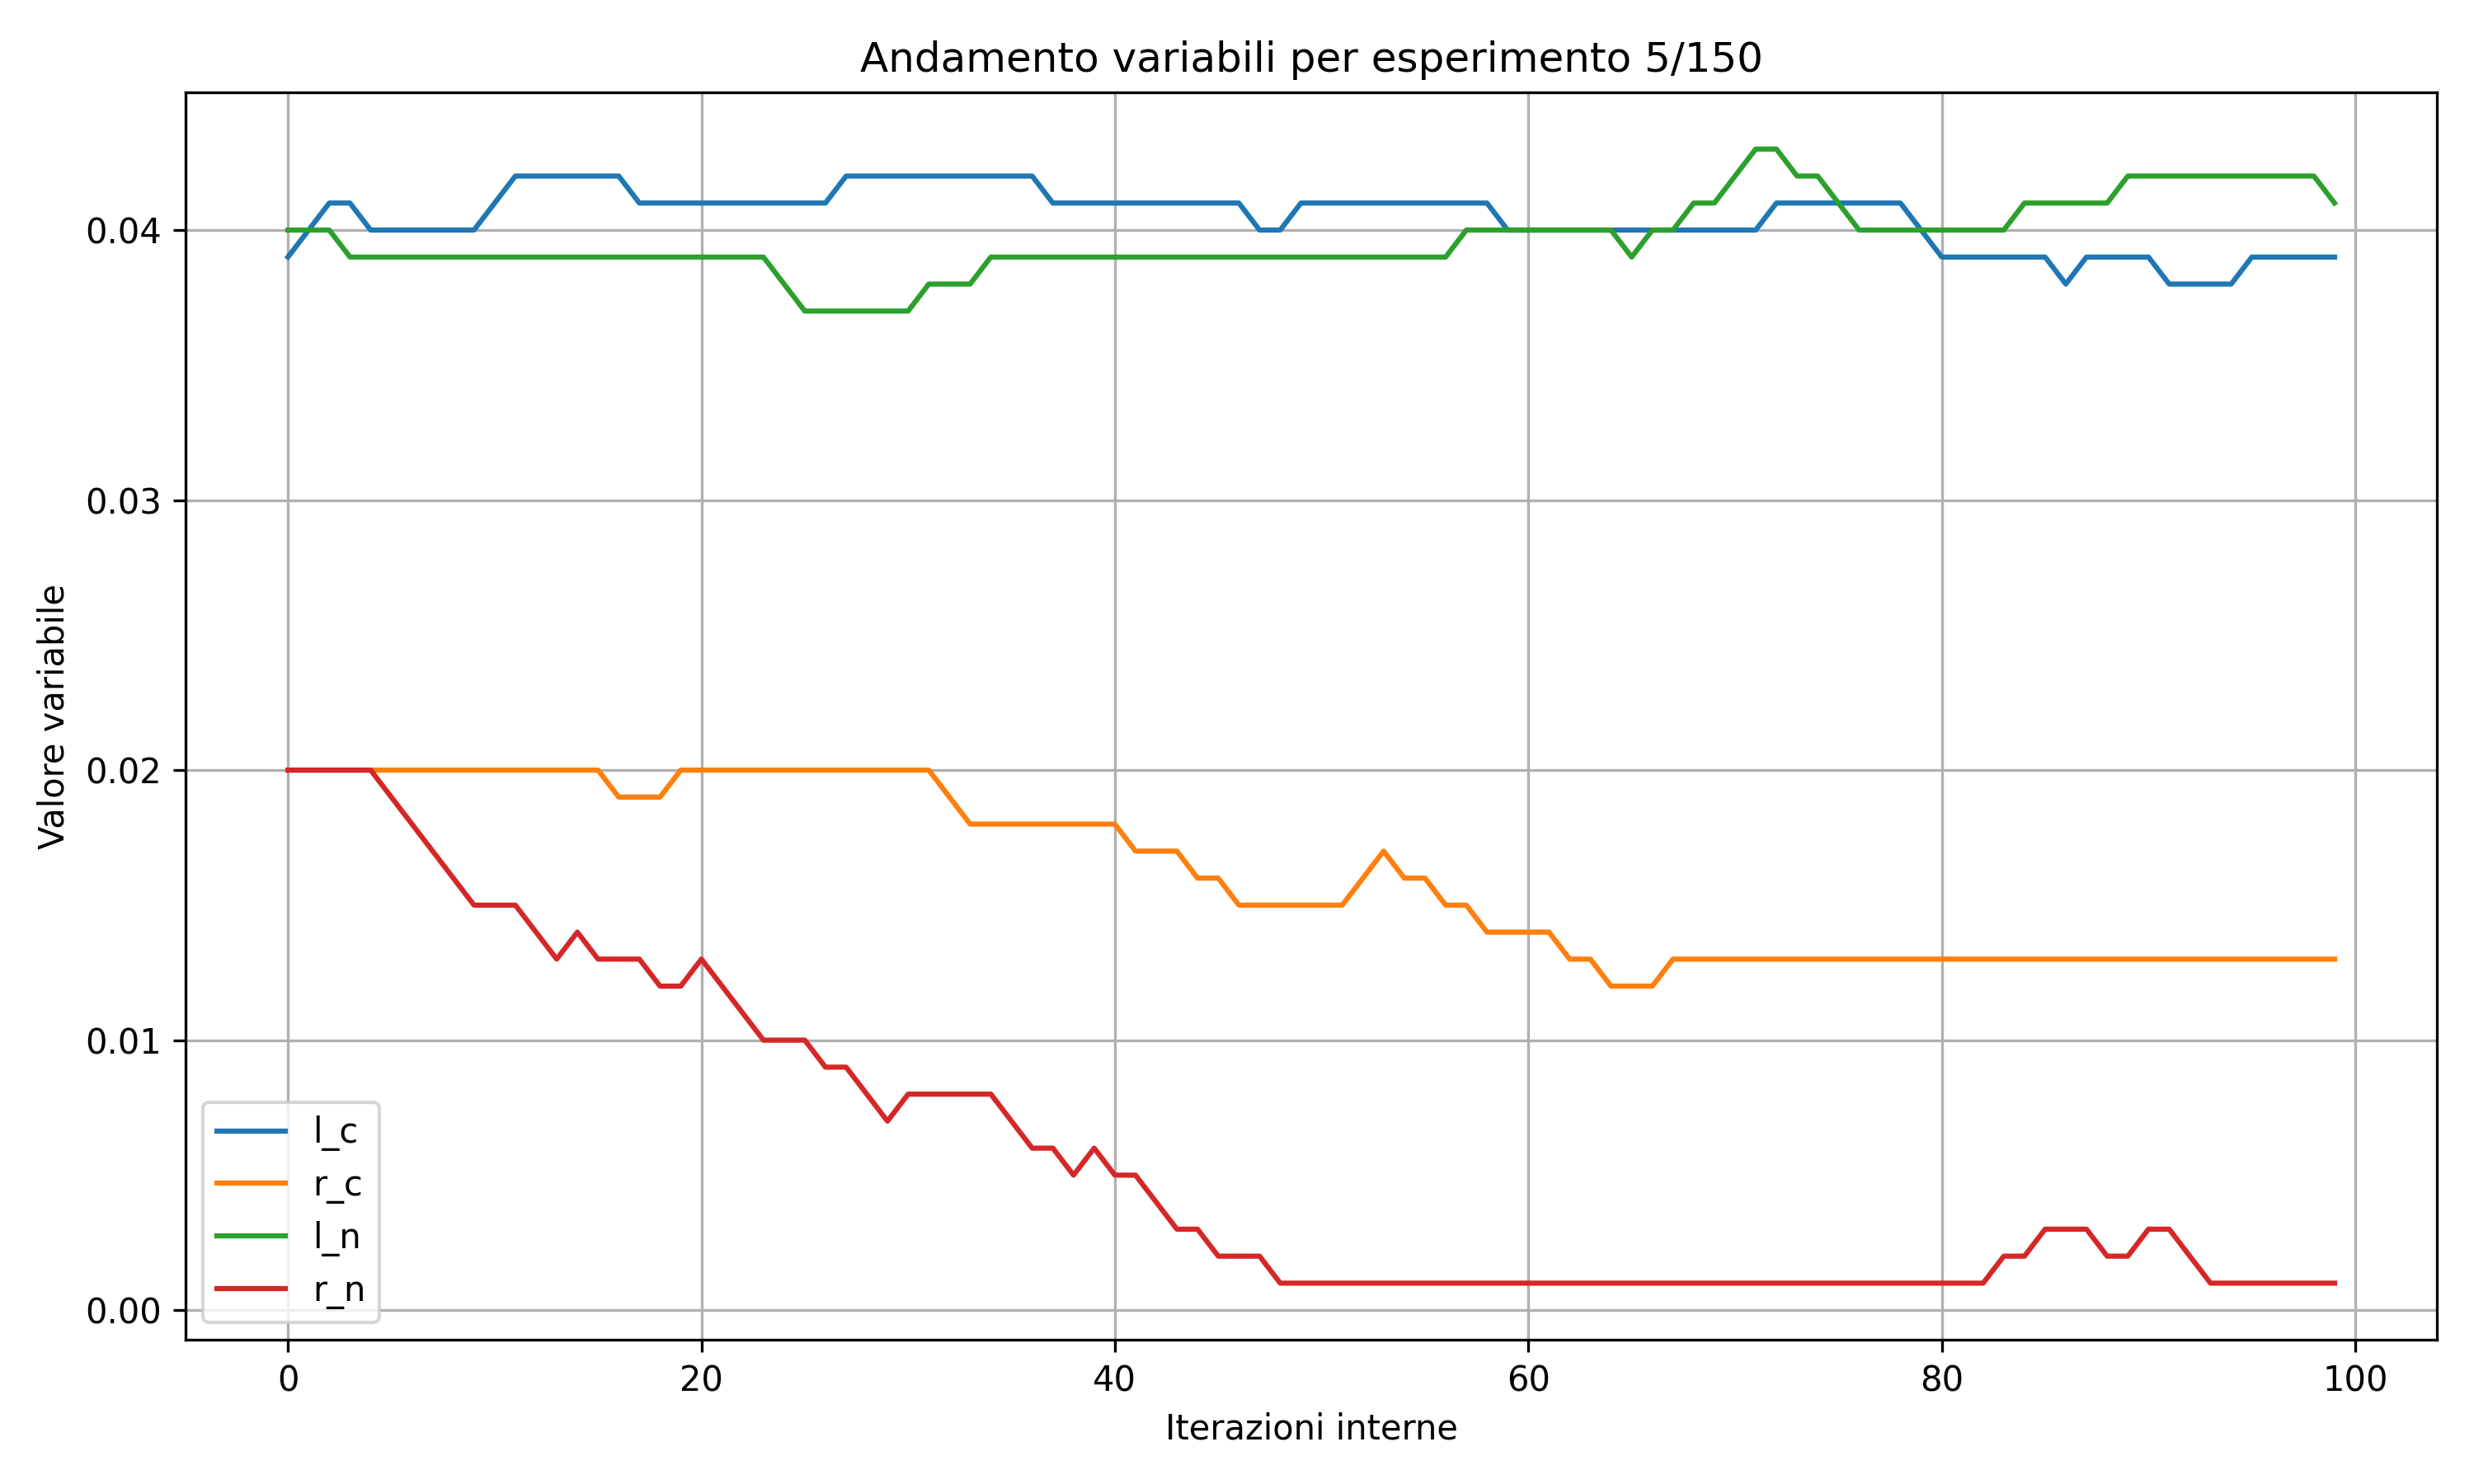 Andamento variabili per esperimento 5/150
Valore variabile
0.04
0.03
0.02
0.01
0.00
l_c
r_c
l_n
r_n
0 20 40 60 80 100
Iterazioni interne